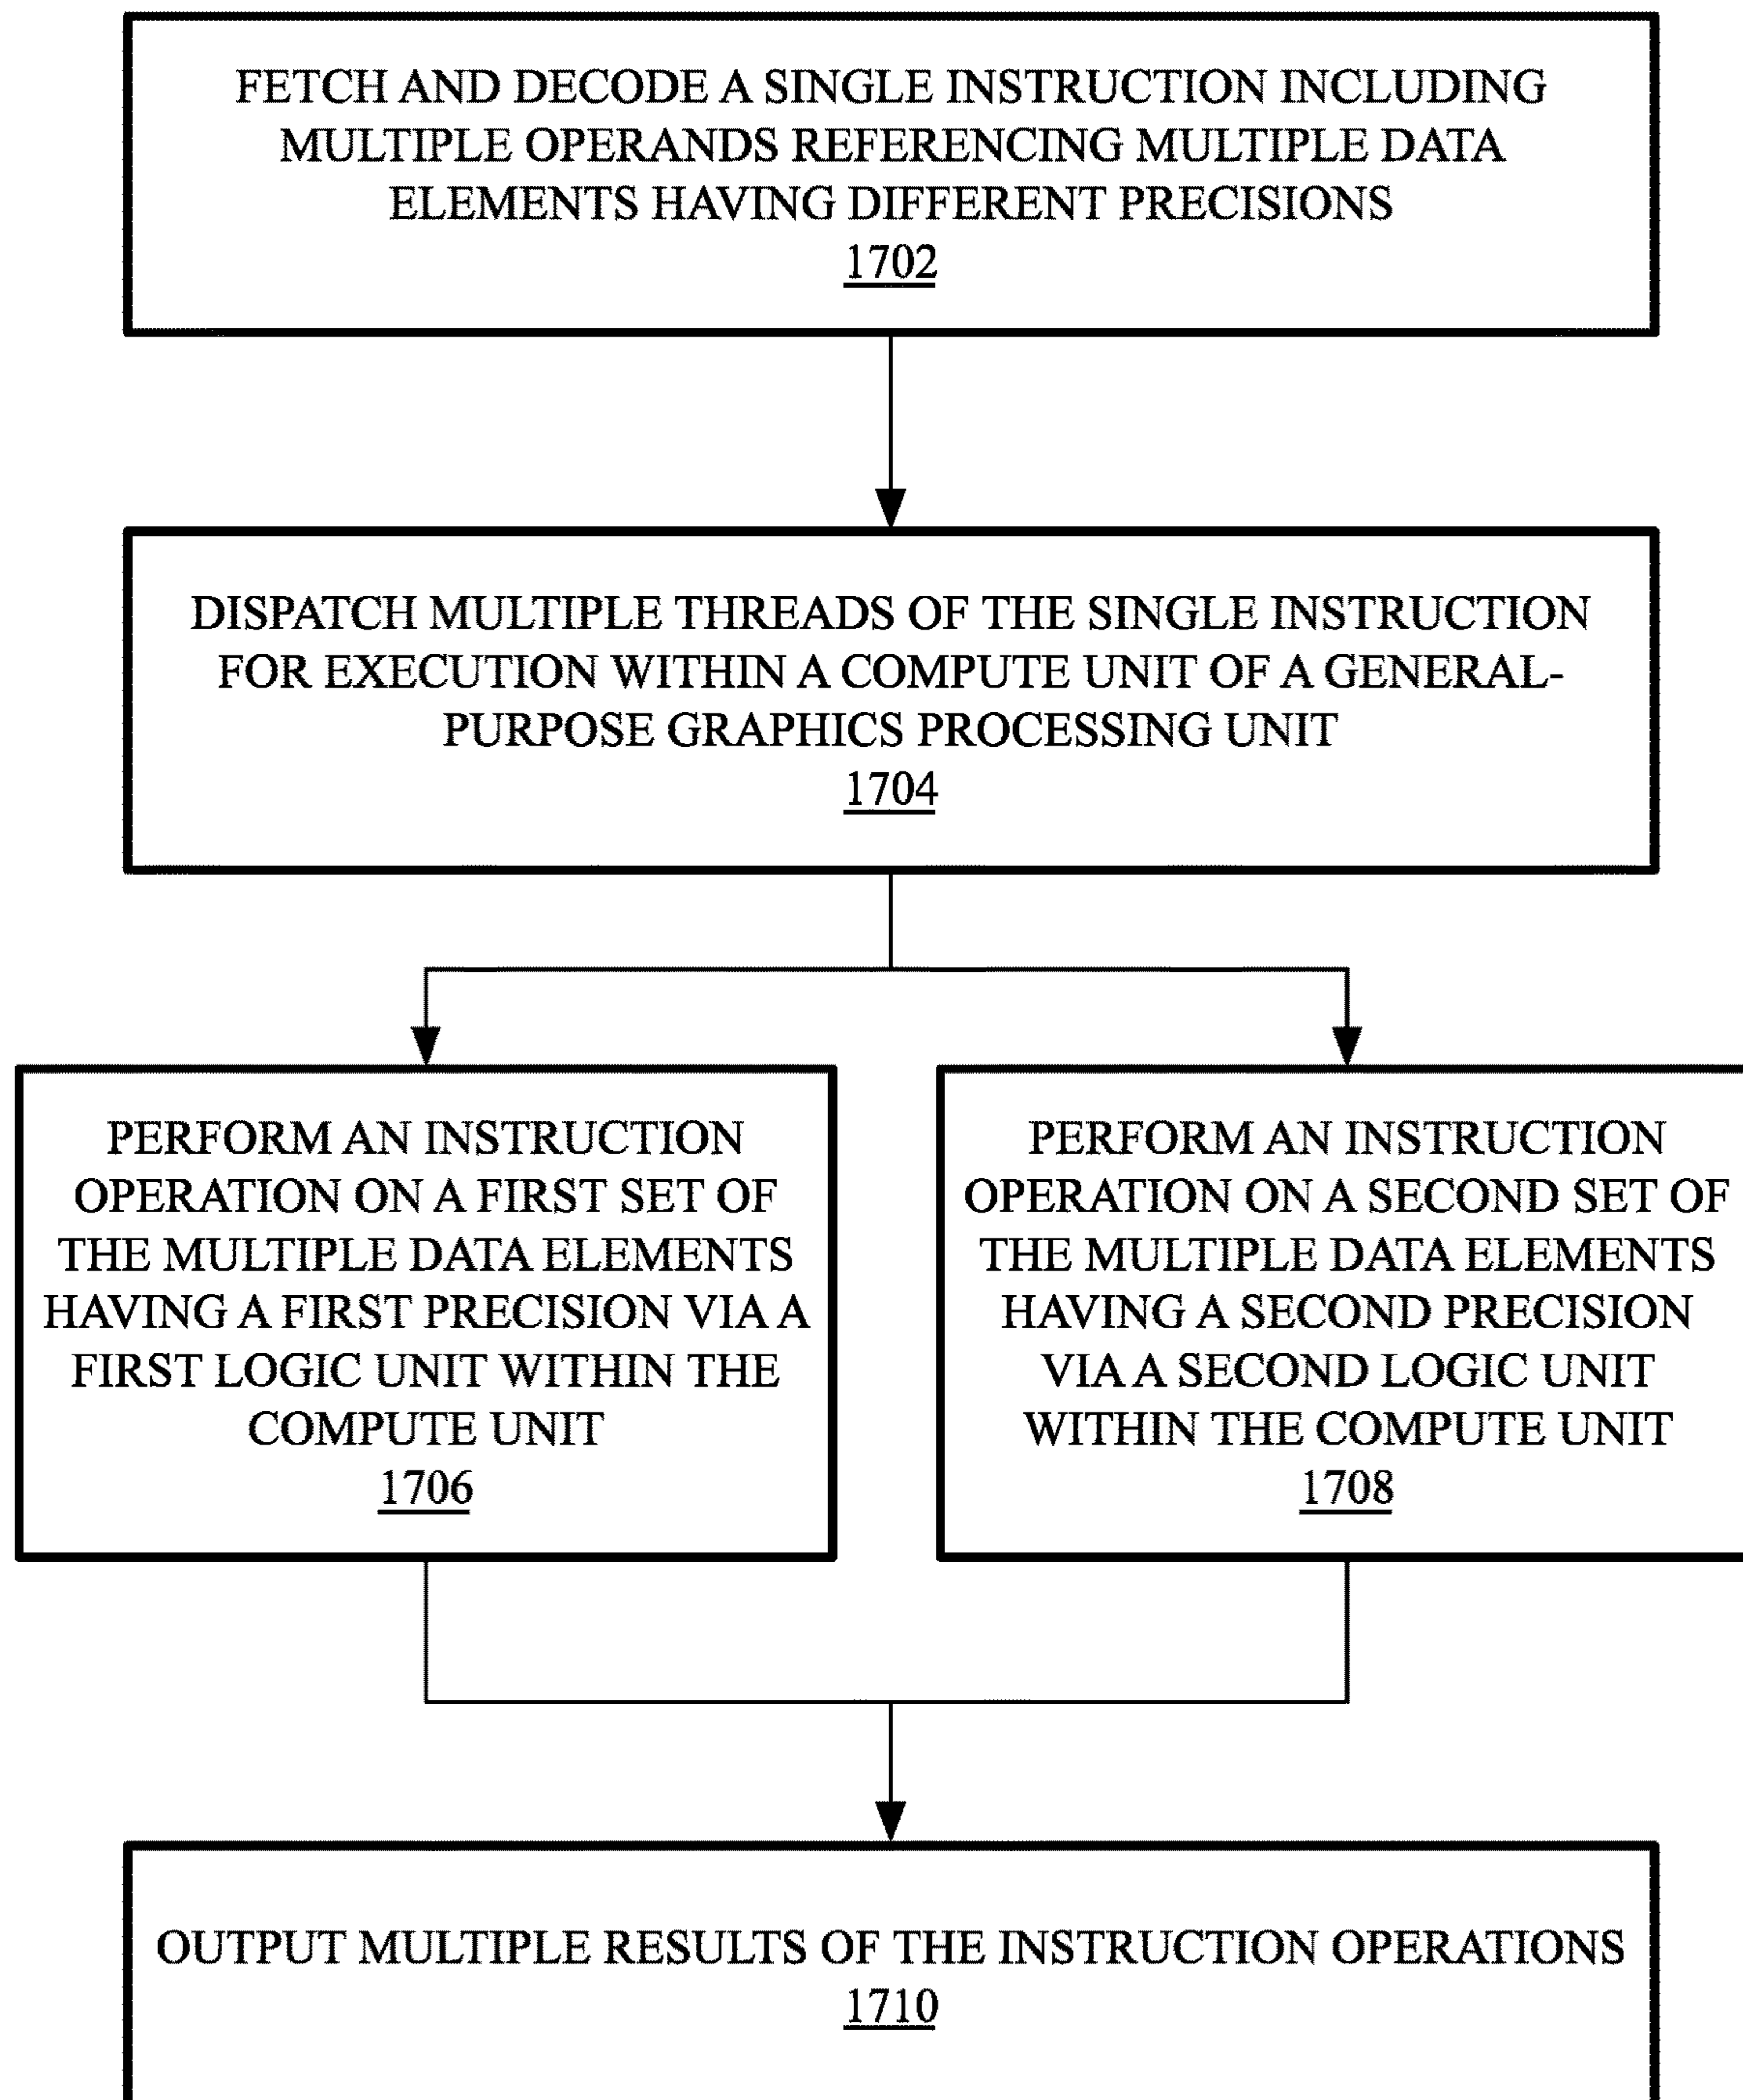 FETCH AND DECODE A SINGLE INSTRUCTION INCLUDING
MULTIPLE OPERANDS REFERENCING MULTIPLE DATA
ELEMENTS HAVING DIFFERENT PRECISIONS
1702
DISPATCH MULTIPLE THREADS OF THE SINGLE INSTRUCTION
FOR EXECUTION WITHIN A COMPUTE UNIT OF A GENERAL-
PURPOSE GRAPHICS PROCESSING UNIT
1704
PERFORM AN INSTRUCTION
OPERATION ON A FIRST SET OF
THE MULTIPLE DATA ELEMENTS
HAVING A FIRST PRECISION VIA A
FIRST LOGIC UNIT WITHIN THE
COMPUTE UNIT
1706
PERFORM AN INSTRUCTION
OPERATION ON A SECOND SET OF
THE MULTIPLE DATA ELEMENTS
HAVING A SECOND PRECISION
VIA A SECOND LOGIC UNIT
WITHIN THE COMPUTE UNIT
1708
OUTPUT MULTIPLE RESULTS OF THE INSTRUCTION OPERATIONS
1710